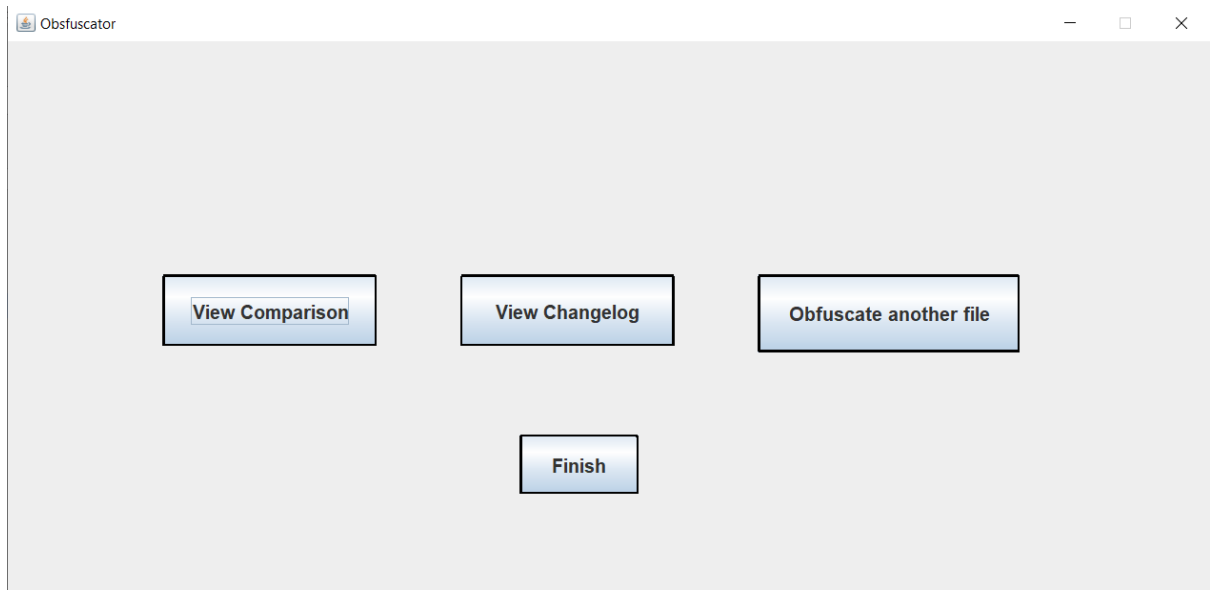 Obsfuscator
View Comparison
View Changelog
Obfuscate another file
Finish